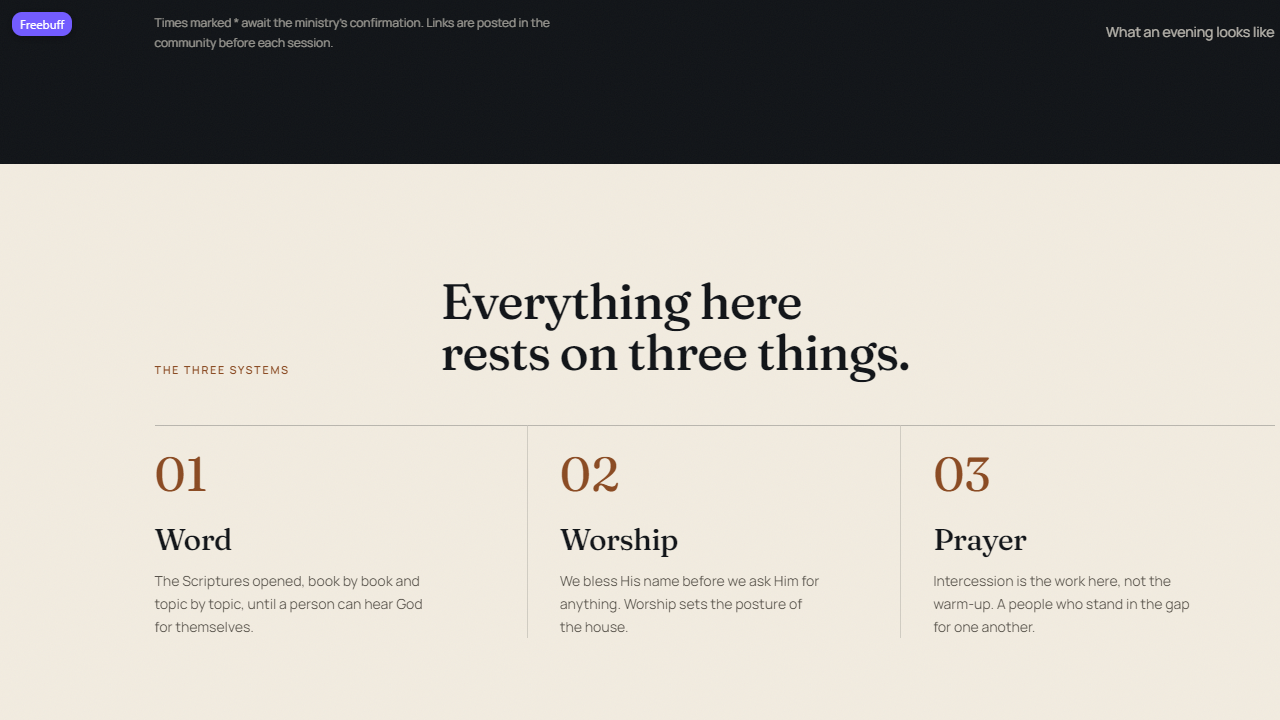 Freebuff
Times marked * await the ministry's confirmation. Links are posted in the
community before each session.
What an evening looks like
Everything here
rests on three things.
THE THREE SYSTEMS
01
Word
The Scriptures opened, book by book and
topic by topic, until a person can hear God
for themselves.
02
Worship
We bless His name before we ask Him for
anything. Worship sets the posture of
the house.
03
Prayer
Intercession is the work here, not the
warm-up. A people who stand in the gap
for one another.